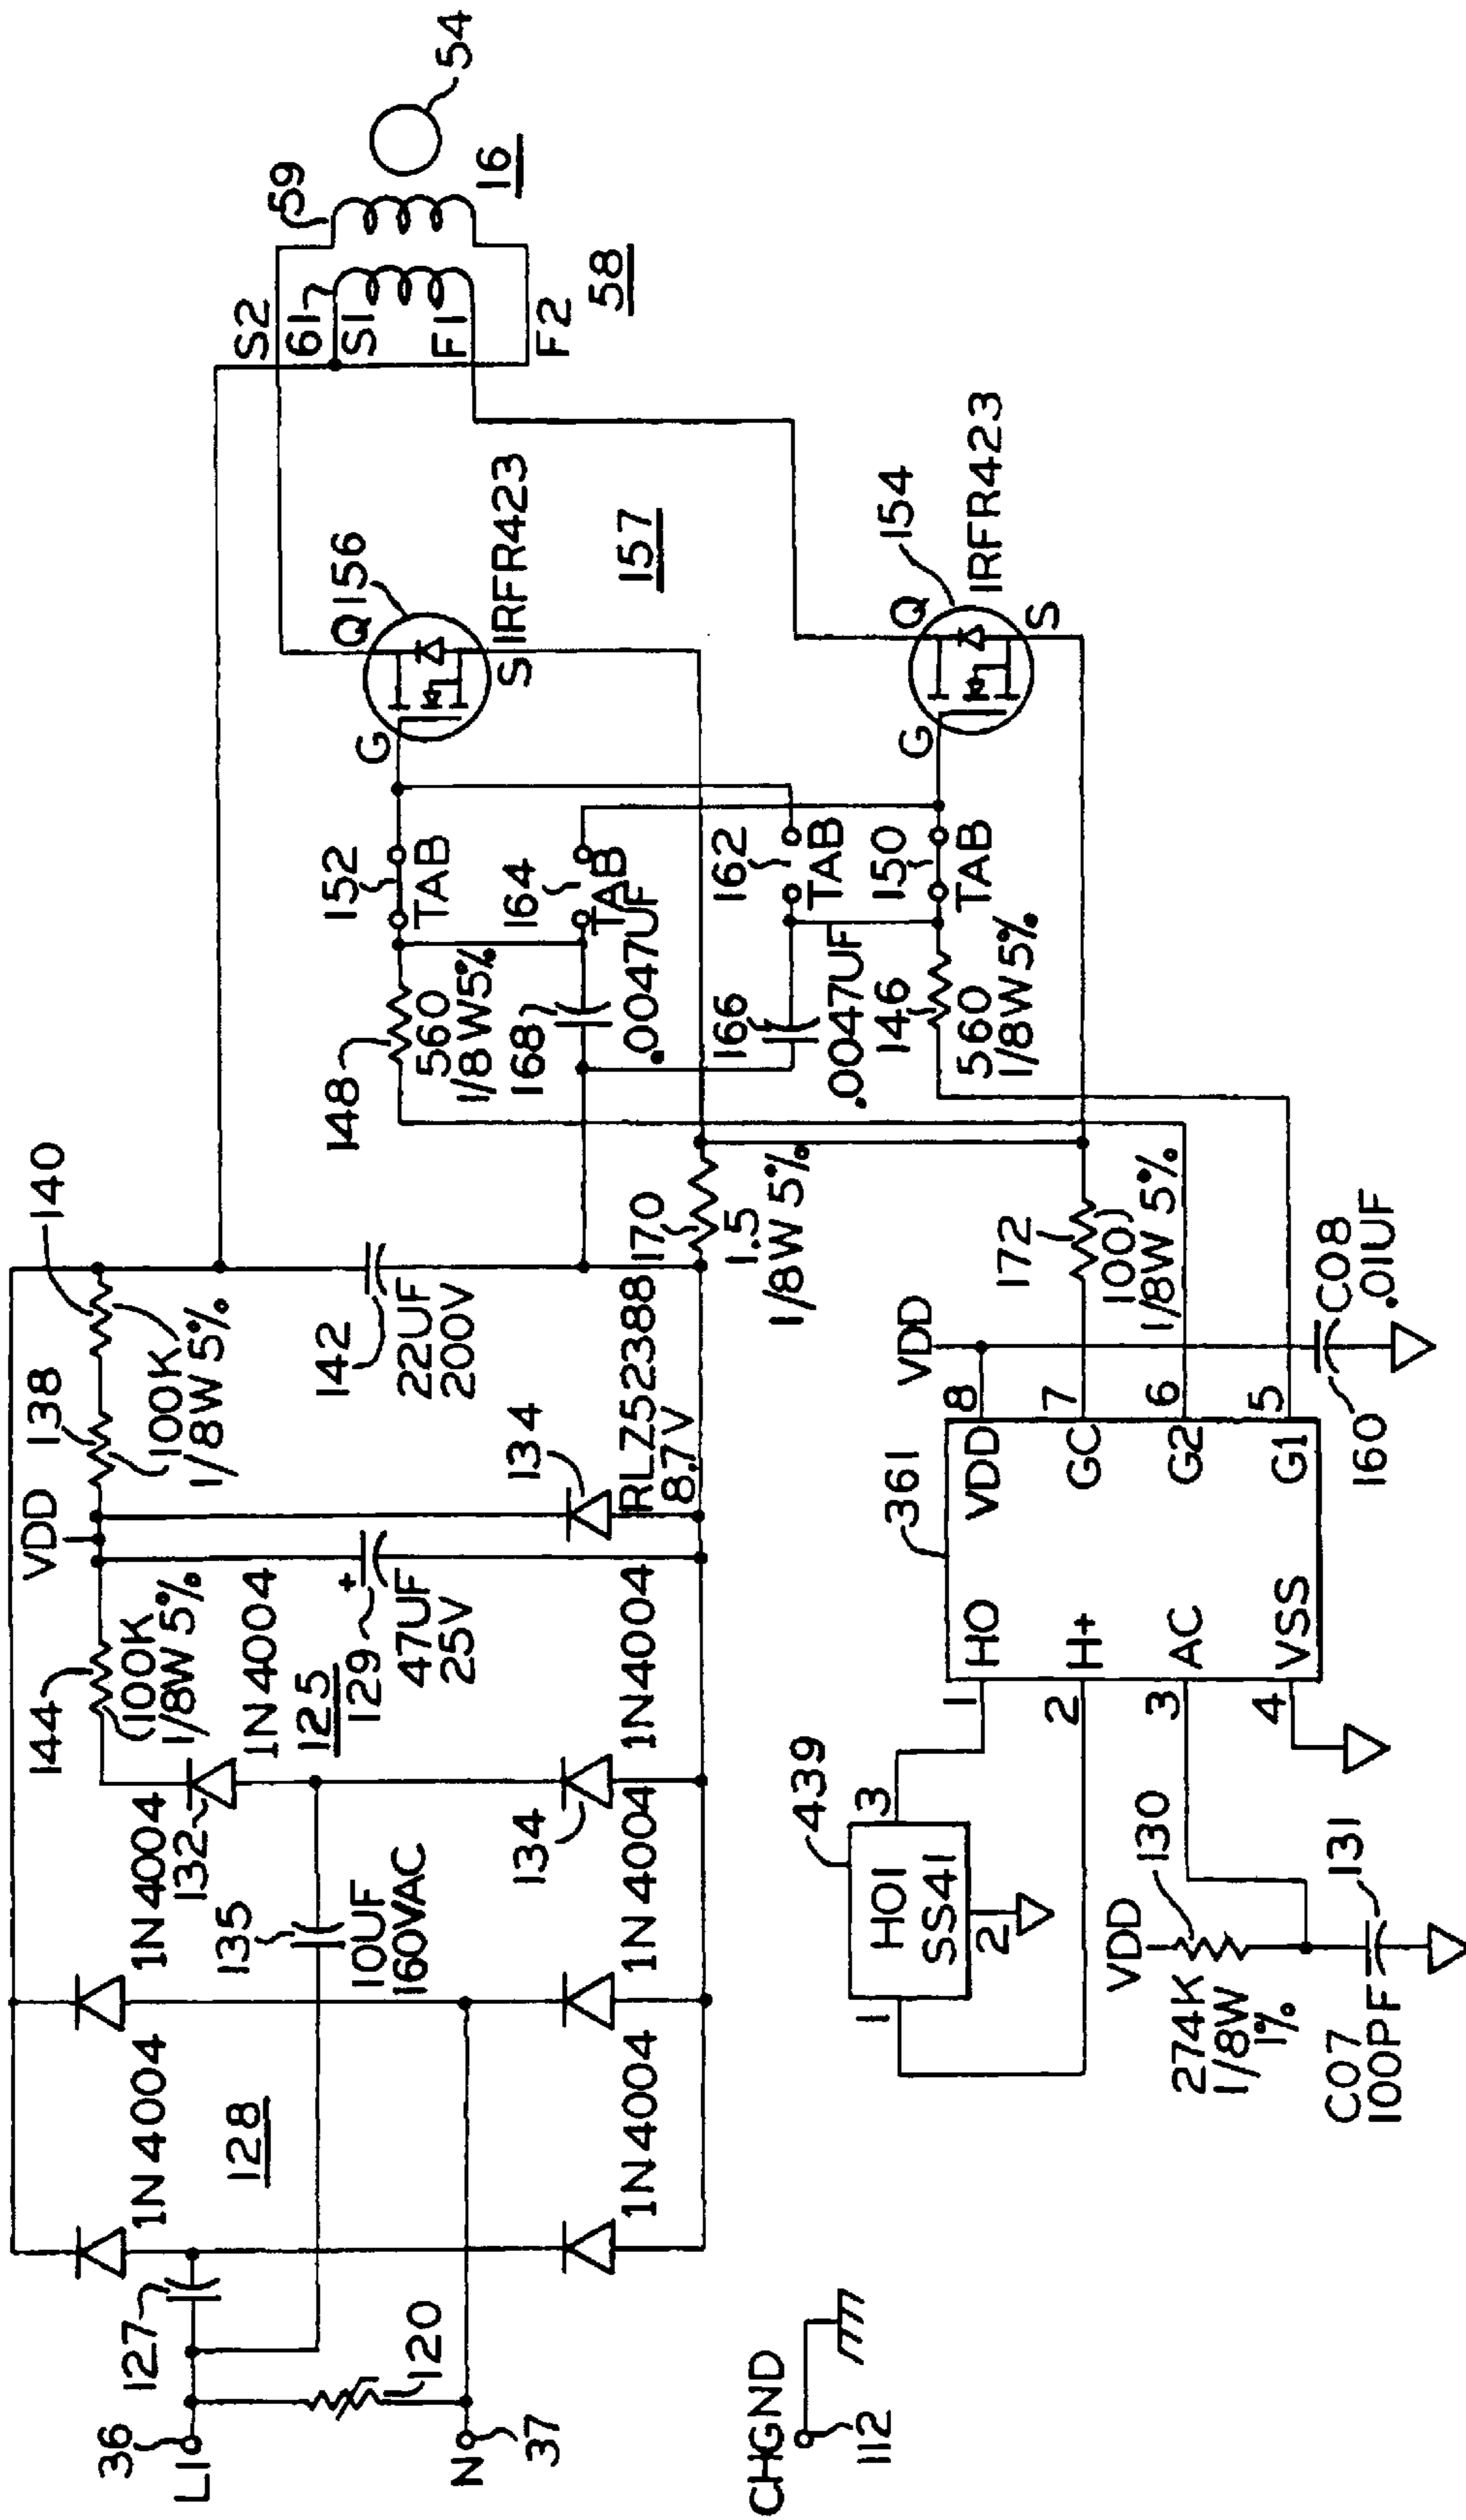 36
L1
N
37
120
127
128
1N4004
1N4004
1N4004
1N4004
135
10UF
160VAC
132
1N4004
134
1N4004
125
144
100K
1/8W 5%
129
+
47UF
25V
VDD
138
140
100K
1/8W 5%
134
RLZ5238B
8.7V
142
22UF
200V
148
560
1/8W5%
168
.0047UF
152
TAB
164
TAB
166
.0047UF
162
TAB
146
560
1/8W5%
150
TAB
170
1.5
1/8W 5%
172
100
1/8W 5%
G
Q156
S
IRFR423
157
G
Q
154
S
IRFR423
S2
61
S1
F1
F2
59
58
16
54
CHGND
112
439
H01
SS41
1
2
3
361
1
HO
2
H+
3
AC
4
VSS
VDD
8
GC
7
G2
6
G1
5
VDD
C08
.01UF
160
VDD
130
274K
1/8W
1%
C07
100PF
131